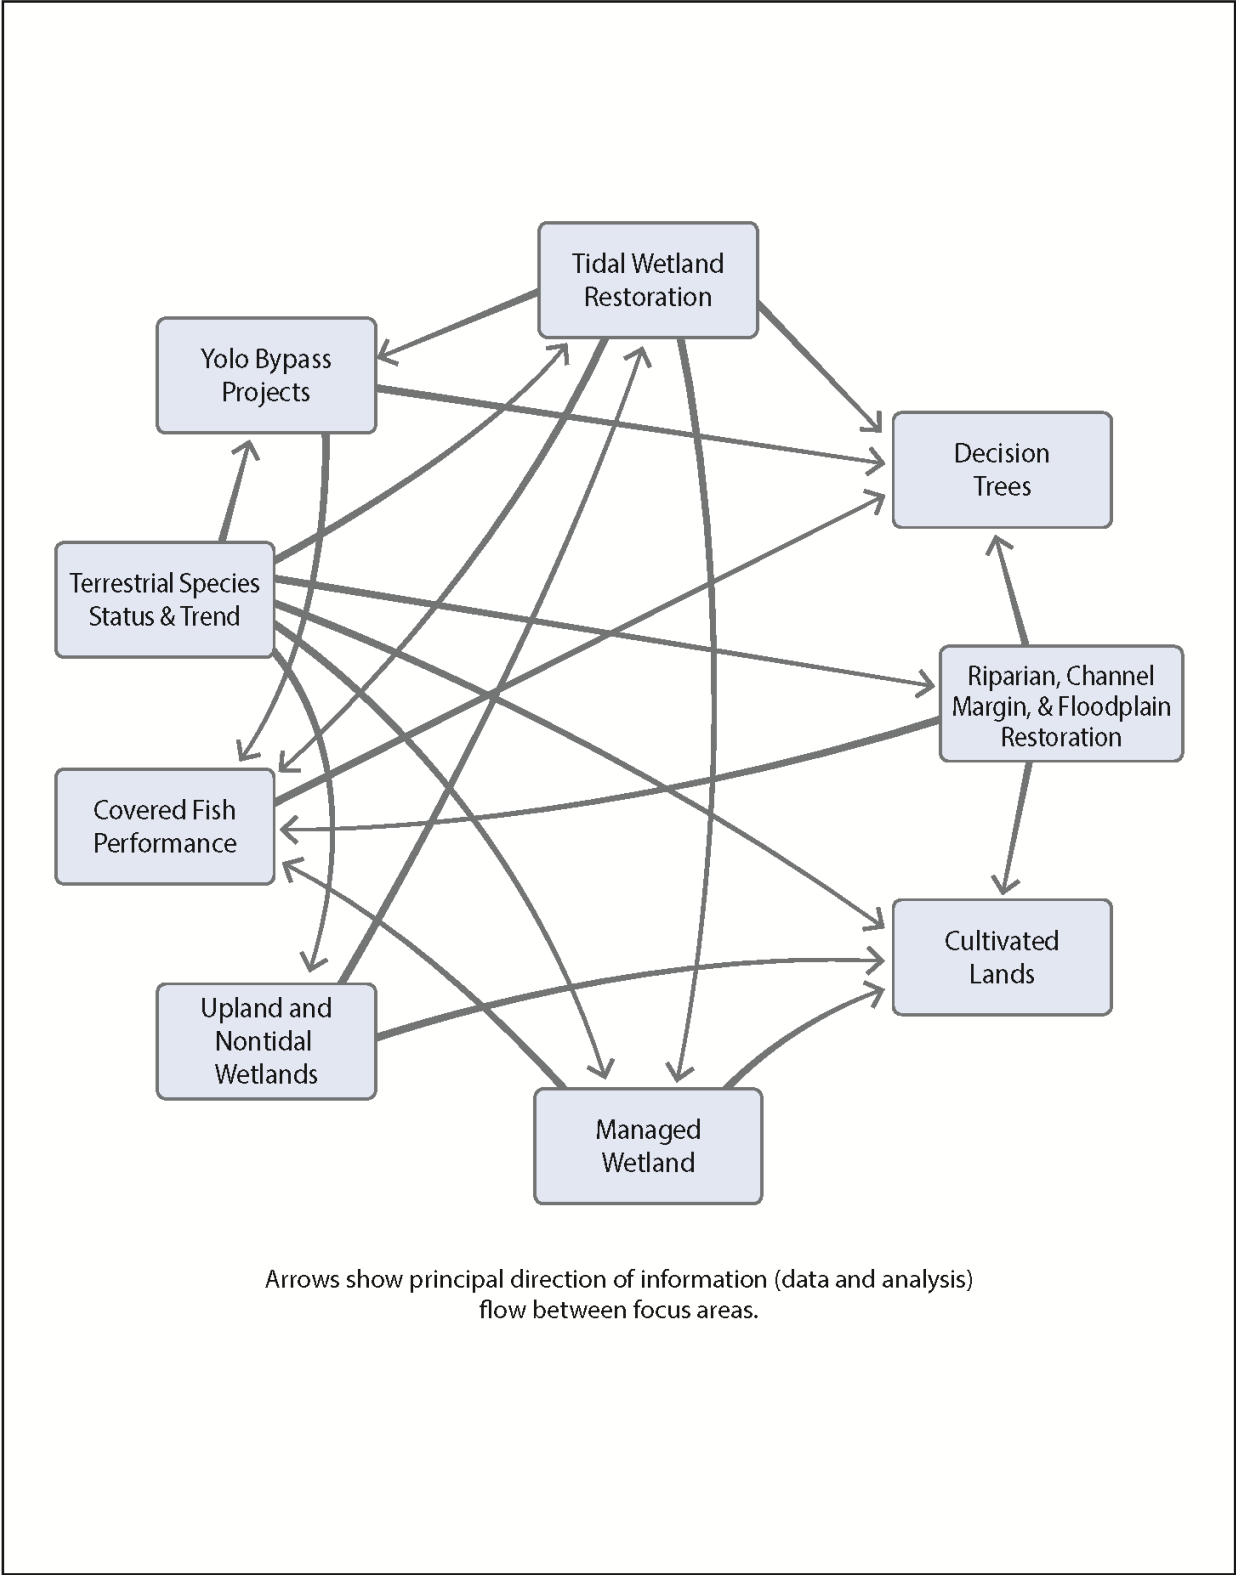 Tidal Wetland
Restoration
Yolo Bypass
Projects
Decision
Trees
Terrestrial Species
Status & Trend
Riparian, Channel
Margin, & Floodplain
Restoration
Covered Fish
Performance
Cultivated
Lands
Upland and
Nontidal
Wetlands
Managed
Wetland
Arrows show principal direction of information (data and analysis)
flow between focus areas.